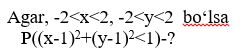 Agar, -2<x<2, -2<y<2 bo‘lsa
P((x-1)²+(y-1)²<1)-?